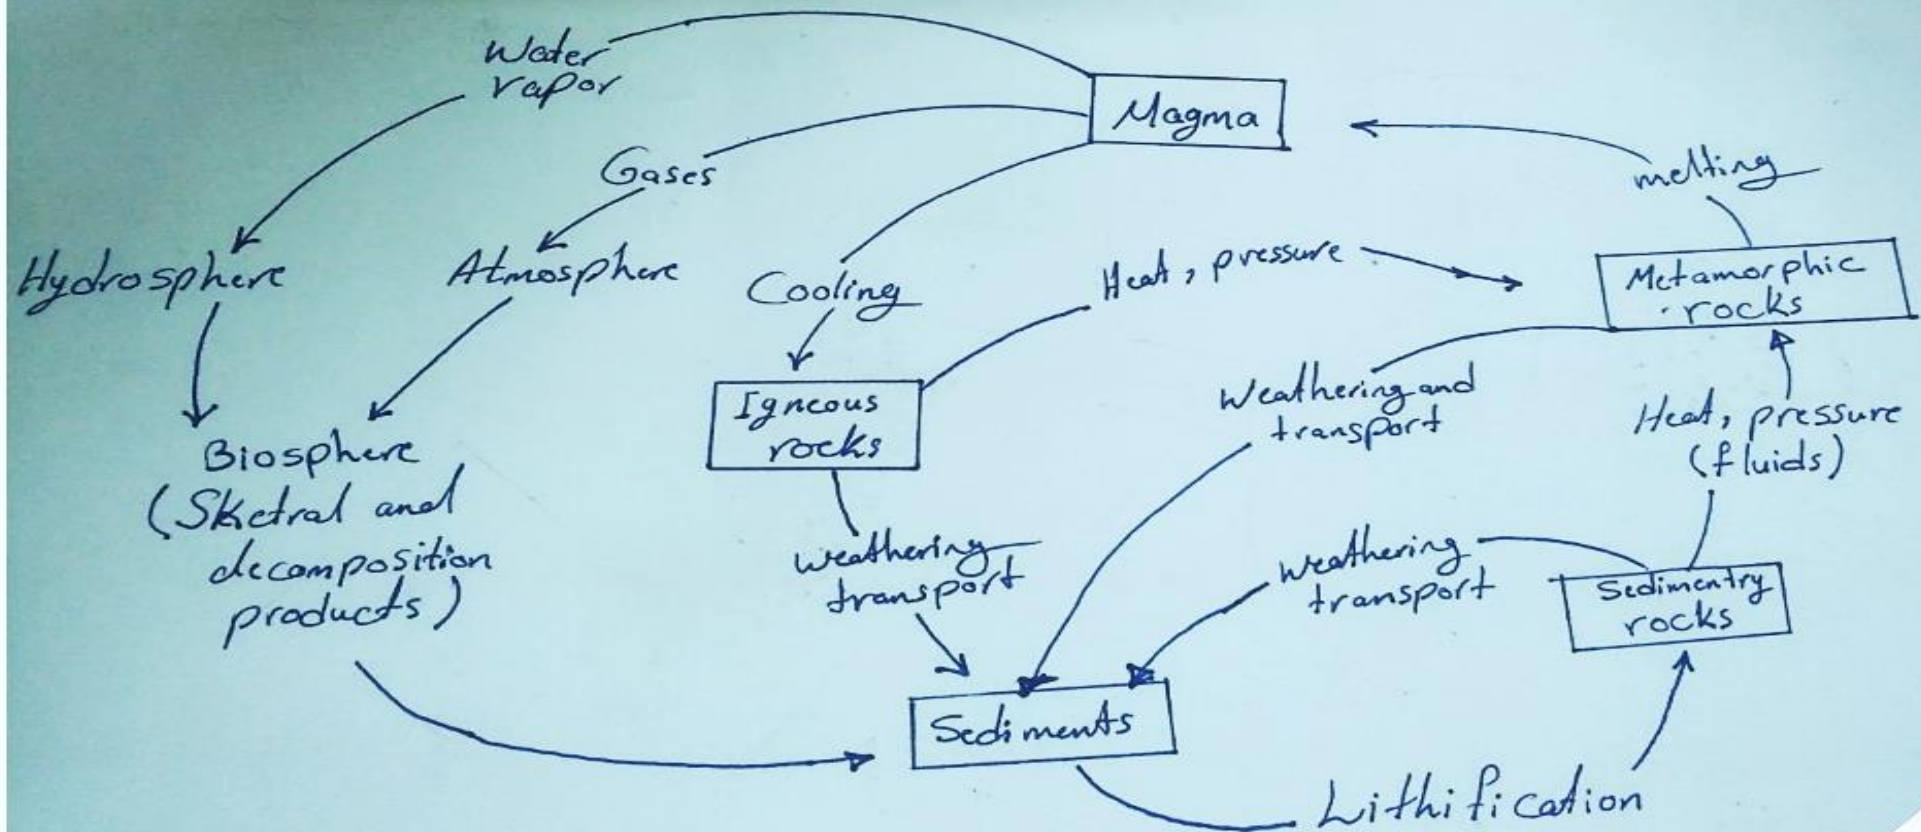 Water
vapor
Magma
Gases
melting
Hydrosphere
Atmosphere
Cooling
Heat, pressure
Metamorphic
rocks
Igneous
rocks
Weathering and
transport
Heat, pressure
(fluids)
Biosphere
(Sketral and
decomposition
products)
weathering
transport
weathering
transport
Sedimentry
rocks
Sediments
Lithification